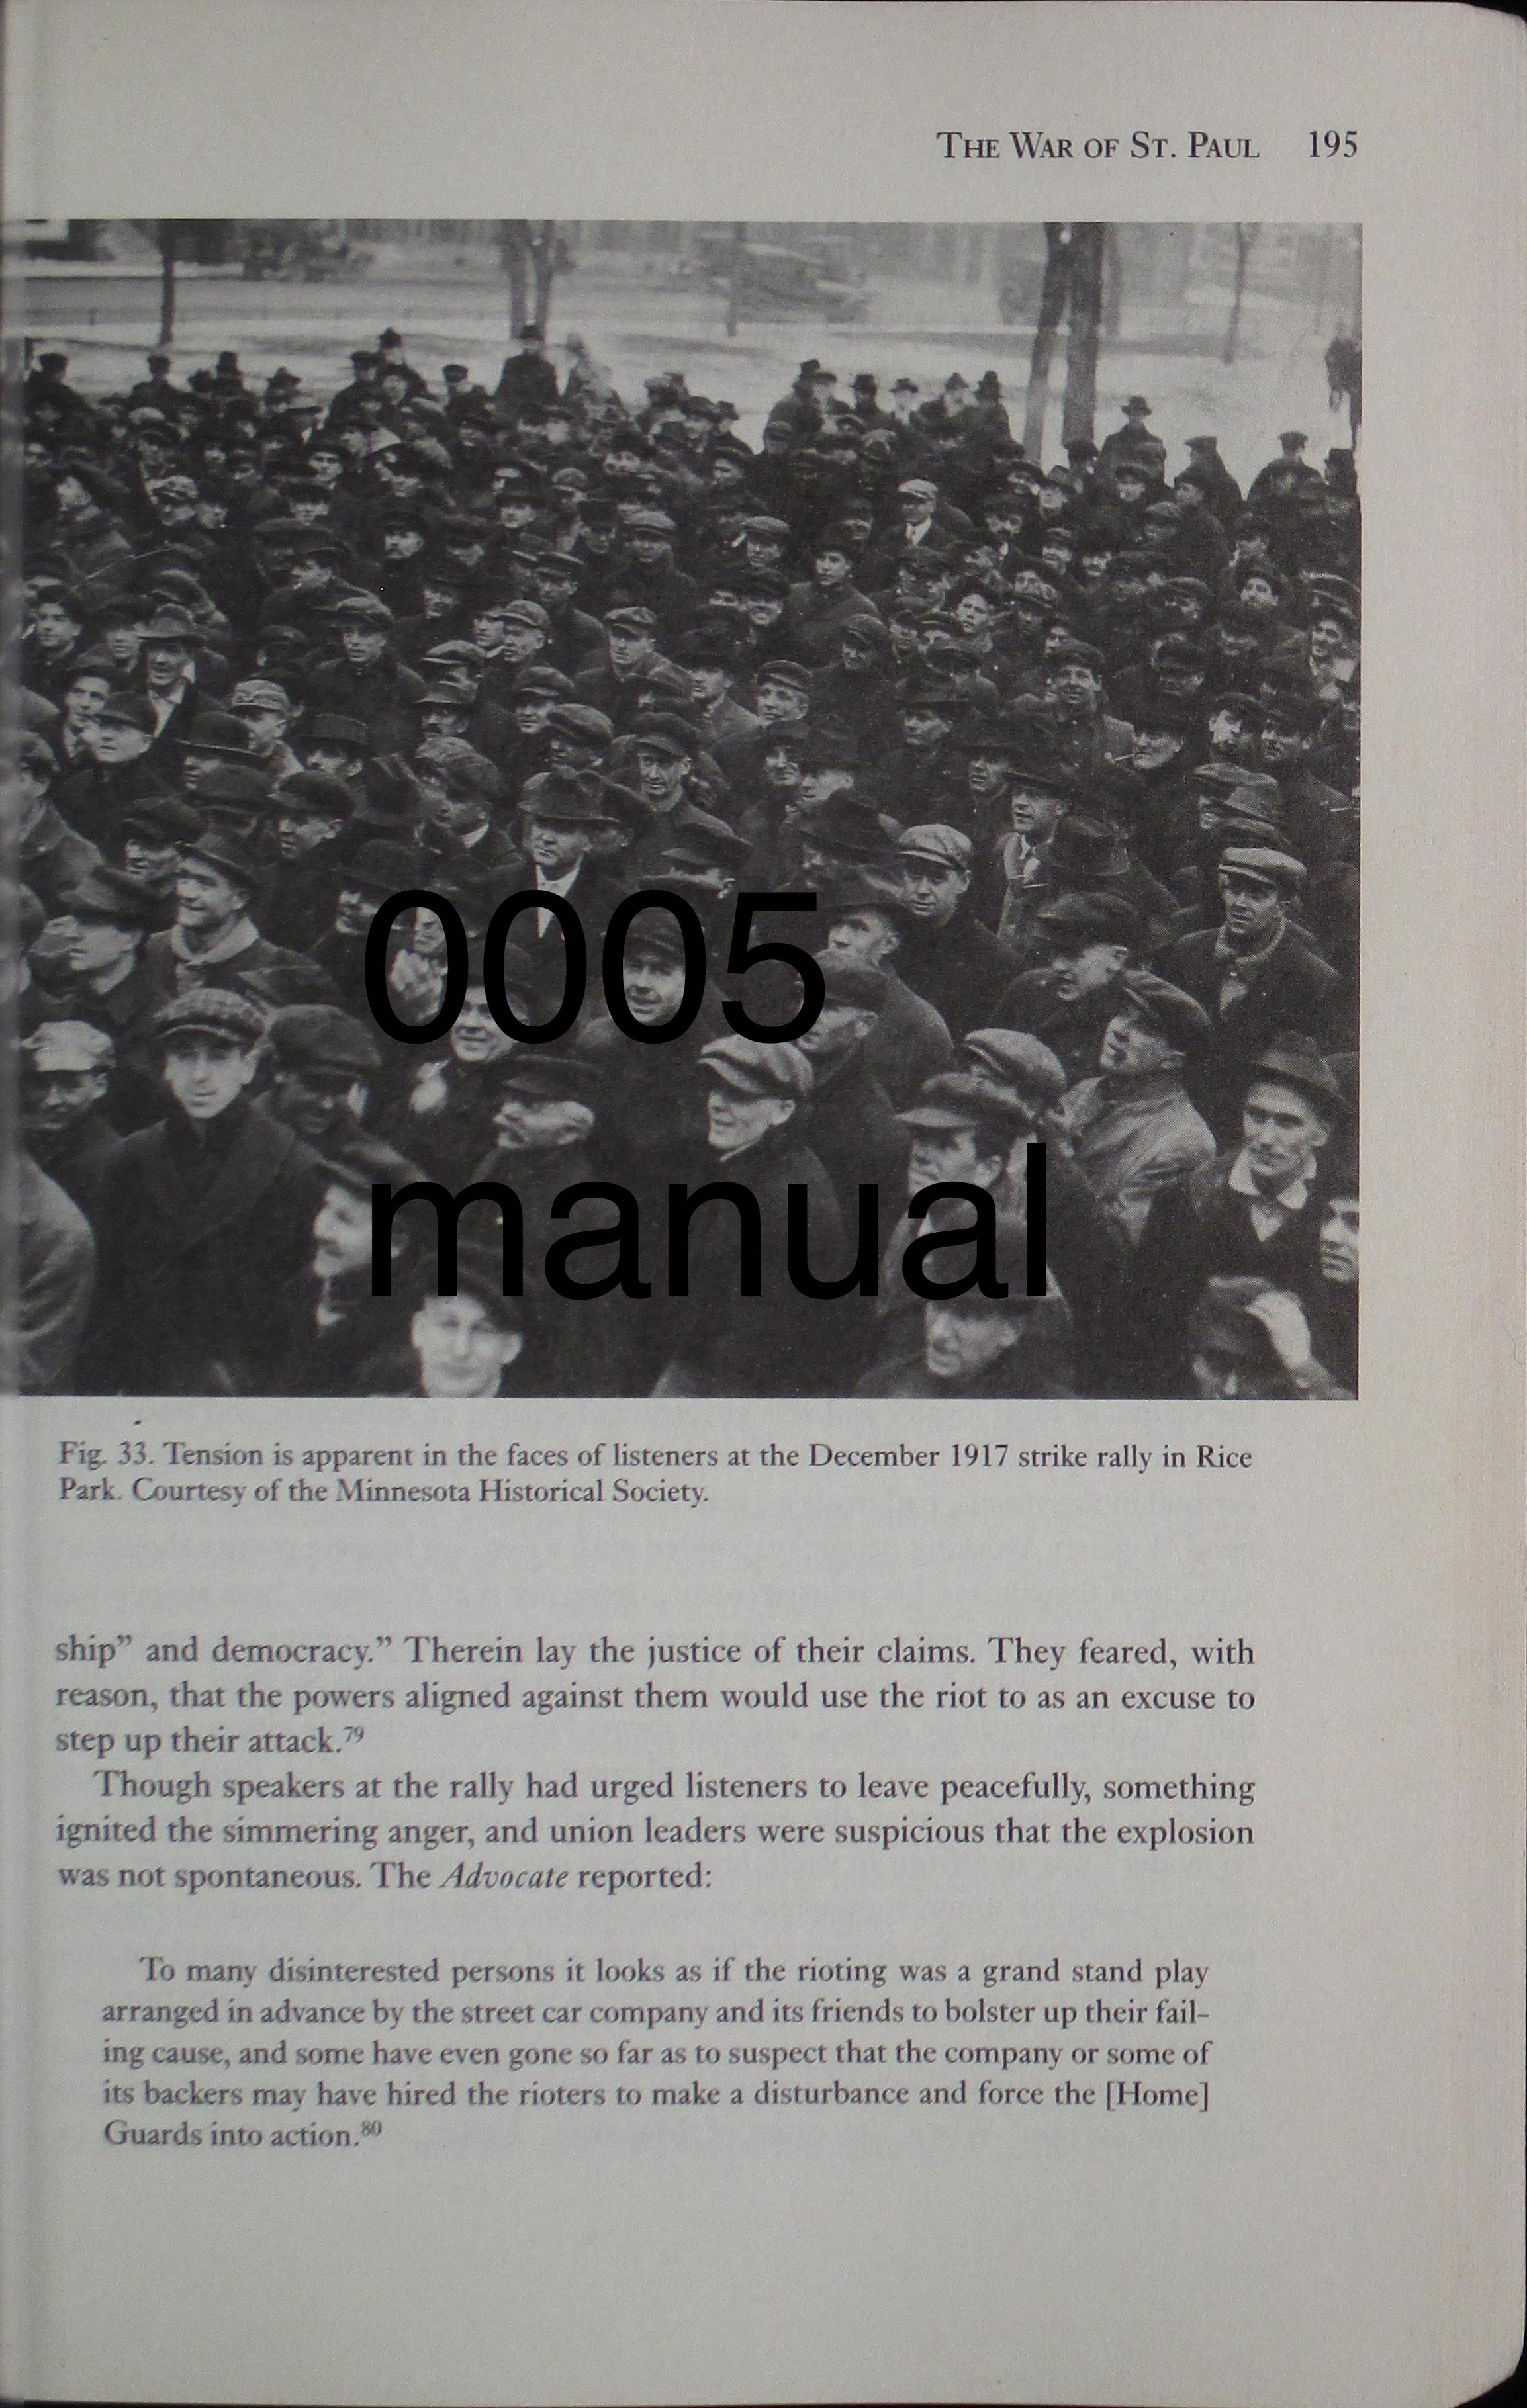 THE WAR OF ST. PAUL 195
0005
manual
Fig. 33. Tension is apparent in the faces of listeners at the December 1917 strike rally in Rice
Park. Courtesy of the Minnesota Historical Society.
ship” and democracy.” Therein lay the justice of their claims. They feared, with
reason, that the powers aligned against them would use the riot to as an excuse to
step up their attack.79
Though speakers at the rally had urged listeners to leave peacefully, something
ignited the simmering anger, and union leaders were suspicious that the explosion
was not spontaneous. The Advocate reported:
To many disinterested persons it looks as if the rioting was a grand stand play
arranged in advance by the street car company and its friends to bolster up their fail-
ing cause, and some have even gone so far as to suspect that the company or some of
its backers may have hired the rioters to make a disturbance and force the [Home]
Guards into action.80